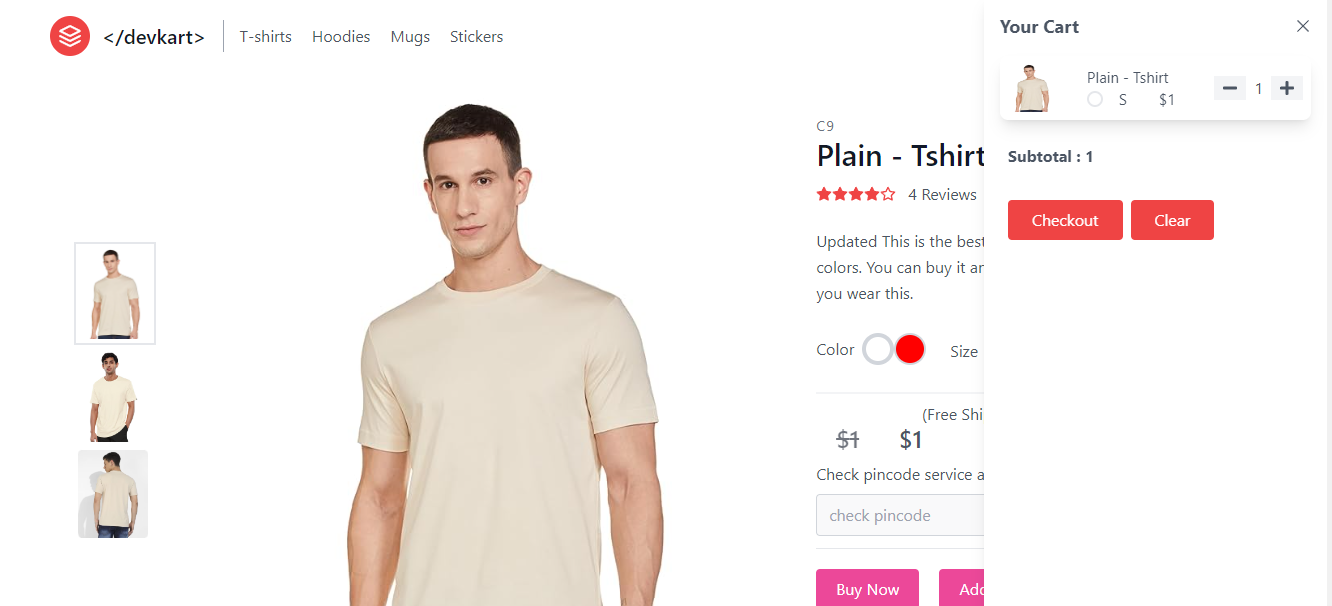 </devkart>
T-shirts
Hoodies
Mugs
Stickers
C9
Plain - Tshirt
4 Reviews
Updated This is the best
colors. You can buy it an
you wear this.
Color
Size
(Free Shi
$1
$1
Check pincode service a
check pincode
Buy Now
Add
Your Cart
Plain - Tshirt
S
$1
1
Subtotal : 1
Checkout
Clear